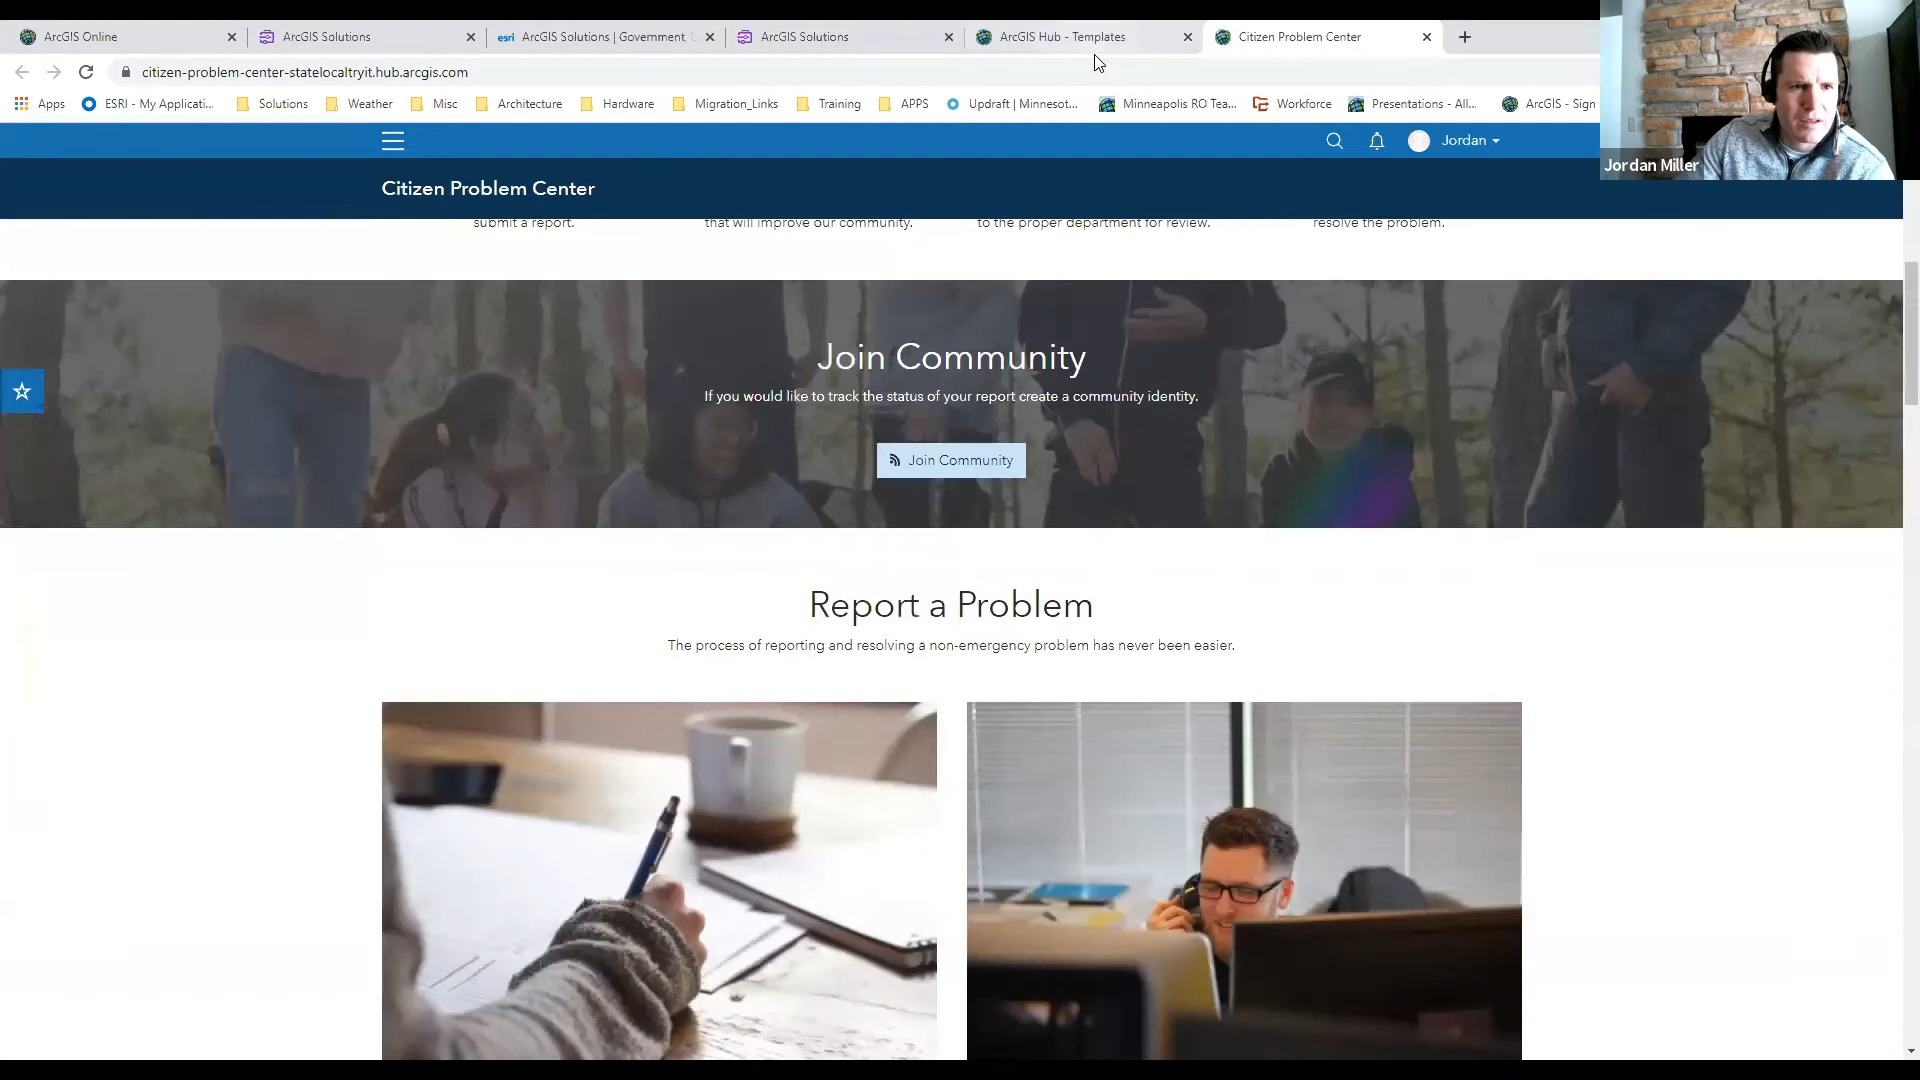 ArcGIS Online
ArcGIS Solutions
esri ArcGIS Solutions | Government,
ArcGIS Solutions
ArcGIS Hub - Templates
Citizen Problem Center
citizen-problem-center-statelocaltryit.hub.arcgis.com
Apps
ESRI - My Applicati...
Solutions
Weather
Misc
Architecture
Hardware
Migration_Links
Training
APPS
Updraft | Minnesot...
Minneapolis RO Tea...
Workforce
Presentations - All...
ArcGIS - Sign
Jordan
Jordan Miller
Citizen Problem Center
submit a report.
that will improve our community.
to the proper department for review.
resolve the problem.
Join Community
If you would like to track the status of your report create a community identity.
Join Community
Report a Problem
The process of reporting and resolving a non-emergency problem has never been easier.